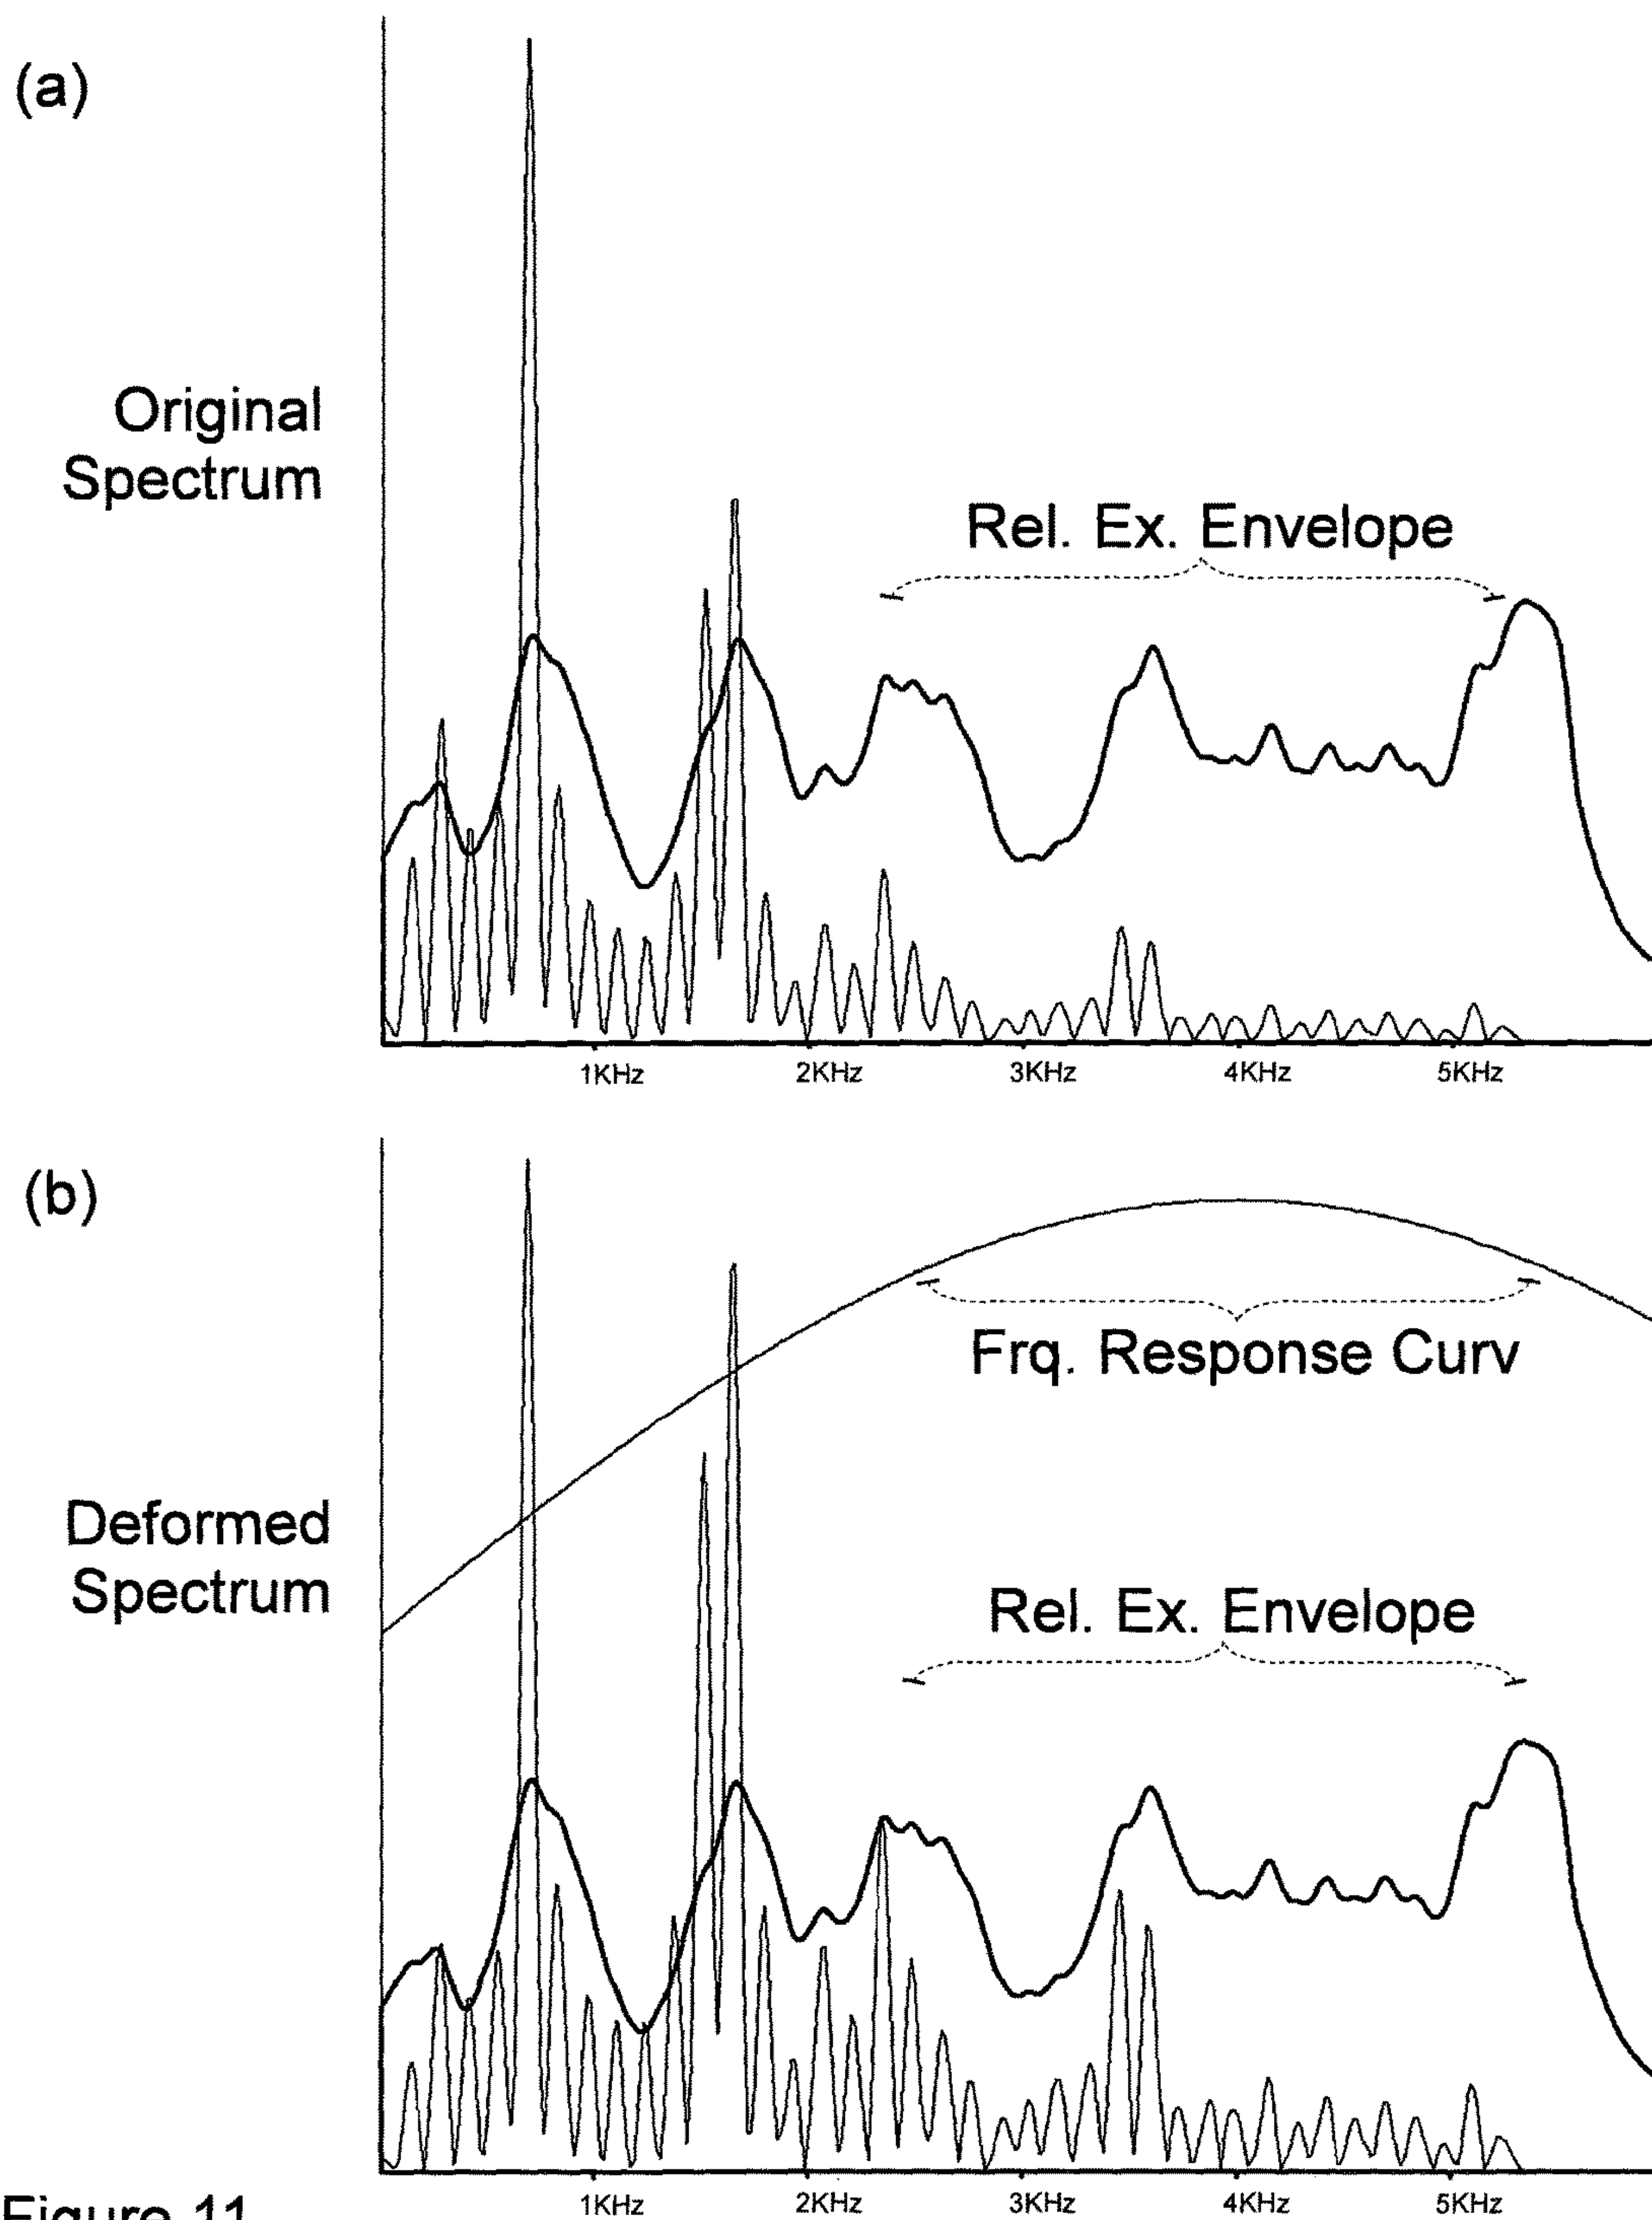 (a)
Original
Spectrum
Rel. Ex. Envelope
1KHz 2KHz 3KHz 4KHz 5KHz
(b)
Frq. Response Curv
Deformed
Spectrum
Rel. Ex. Envelope
1KHz 2KHz 3KHz 4KHz 5KHz
Figure 11